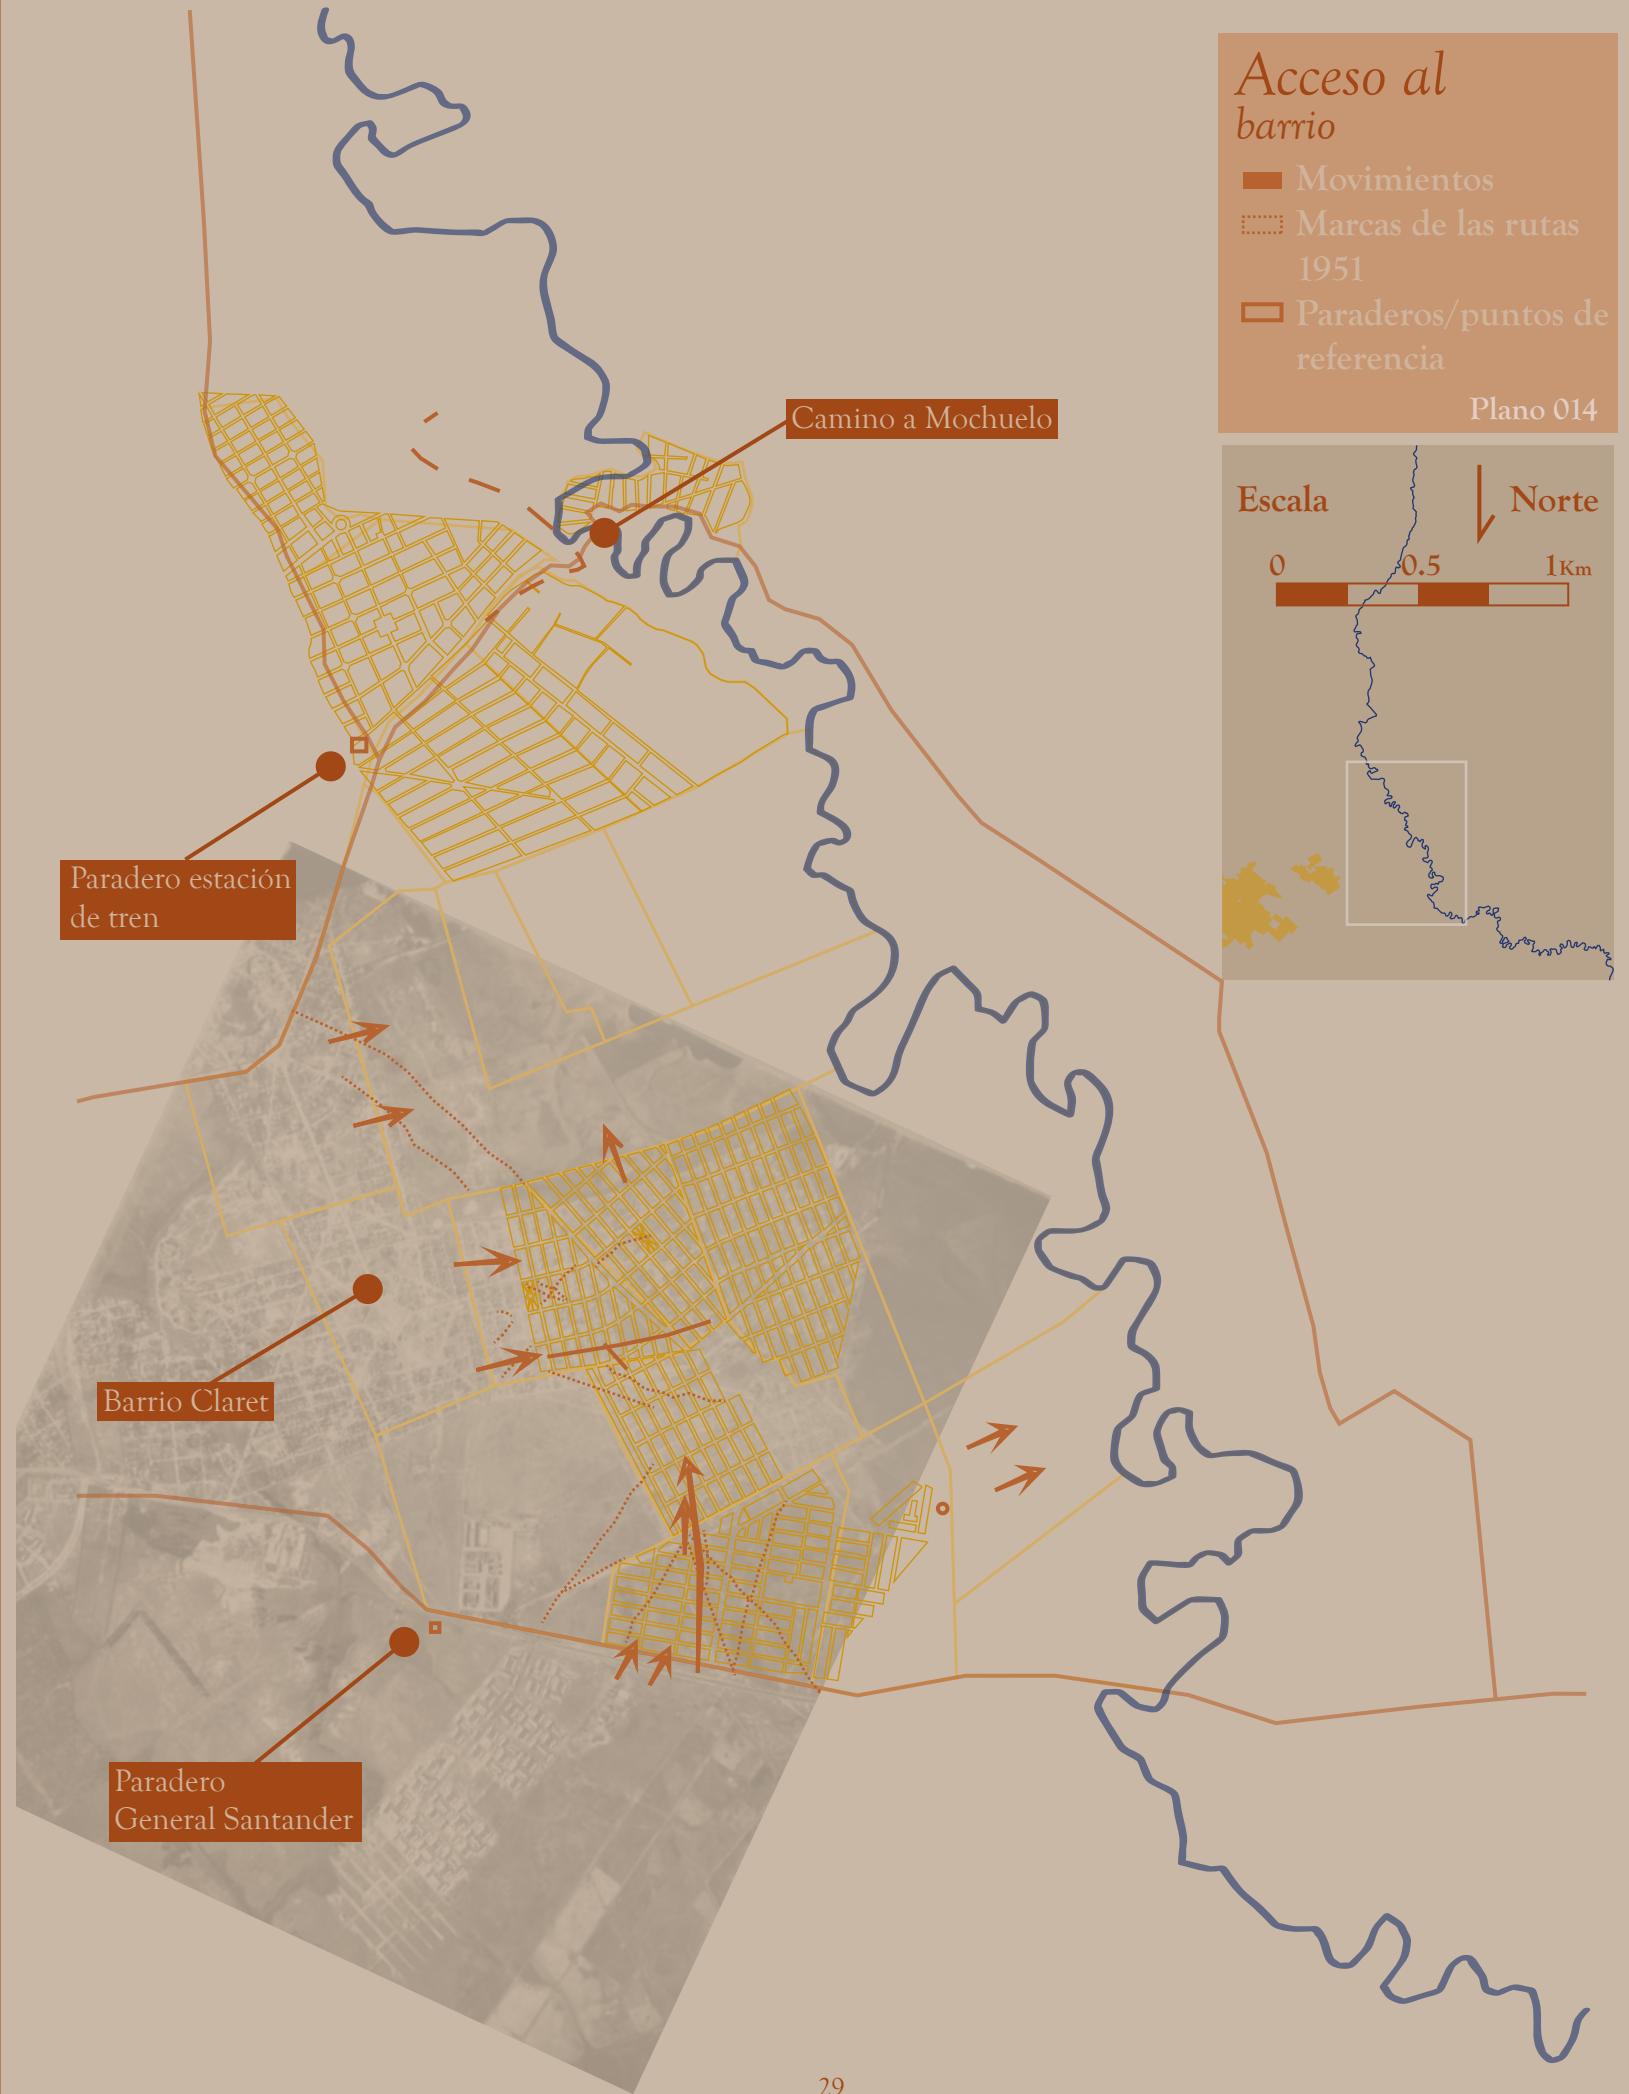 Acceso al
barrio
Movimientos
Marcas de las rutas
1951
Paraderos/puntos de
referencia
Plano 014
Camino a Mochuelo
Escala
Norte
0 0.5 1Km
Paradero estación
de tren
Barrio Claret
Paradero
General Santander
29